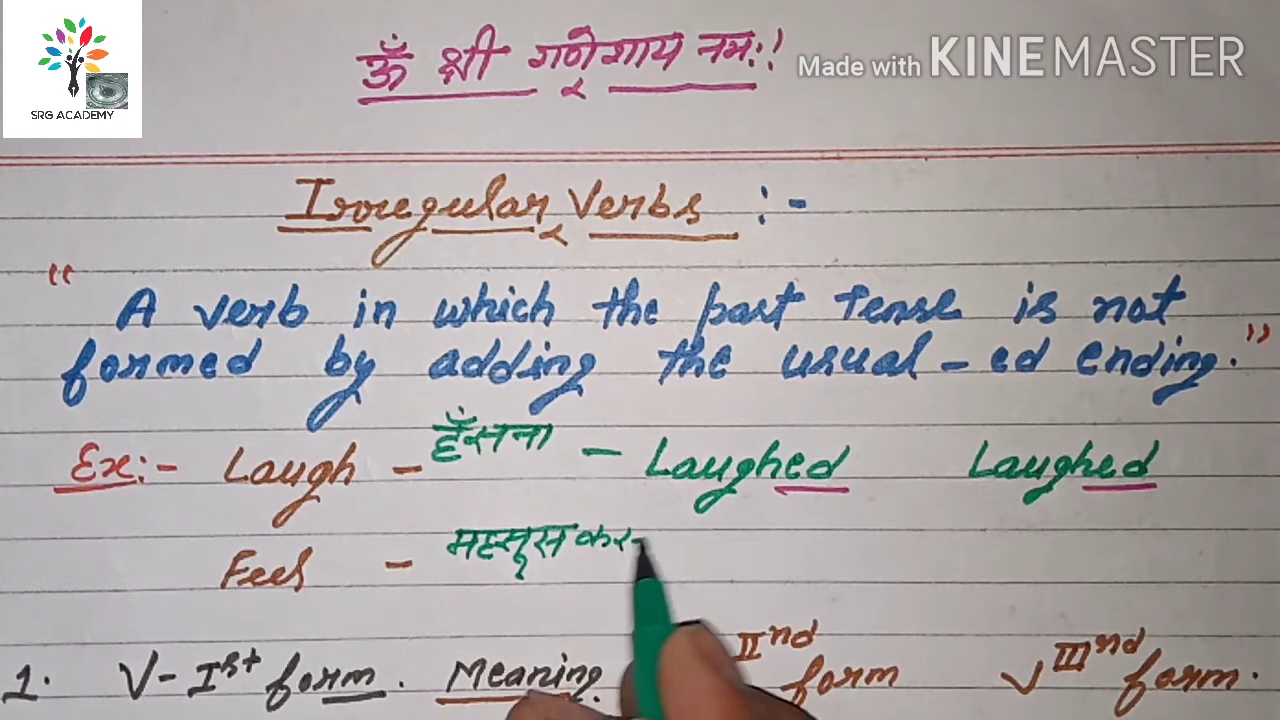 ॐ श्री गणेशाय नमः!
Made with KINEMASTER
SRG ACADEMY
Irregular Verbs :-
" A verb in which the past Tense is not
formed by adding the usual -ed ending."
Ex:- Laugh - हँसना - Laughed Laughed
Feel - महसूस कर
1. V-Ist form. Meaning. IInd form V IIInd form.